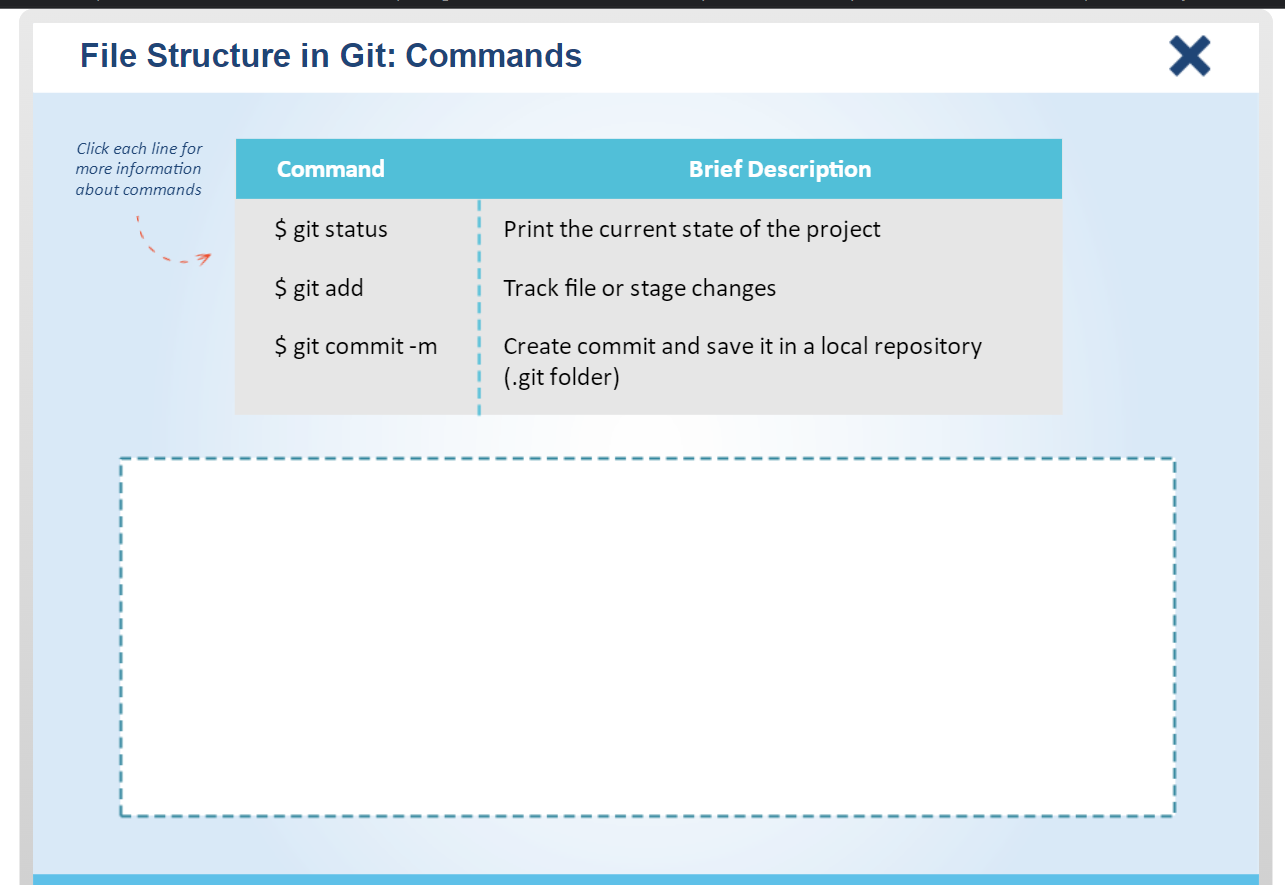 File Structure in Git: Commands
Click each line for
more information
about commands
Command Brief Description
$ git status Print the current state of the project
$ git add Track file or stage changes
$ git commit -m Create commit and save it in a local repository
(.git folder)